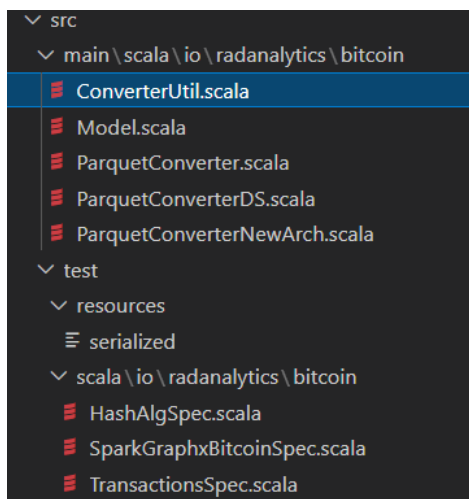 src
main\scala\io\radanalytics\bitcoin
ConverterUtil.scala
Model.scala
ParquetConverter.scala
ParquetConverterDS.scala
ParquetConverterNewArch.scala
test
resources
serialized
scala\io\radanalytics\bitcoin
HashAlgSpec.scala
SparkGraphxBitcoinSpec.scala
TransactionsSpec.scala